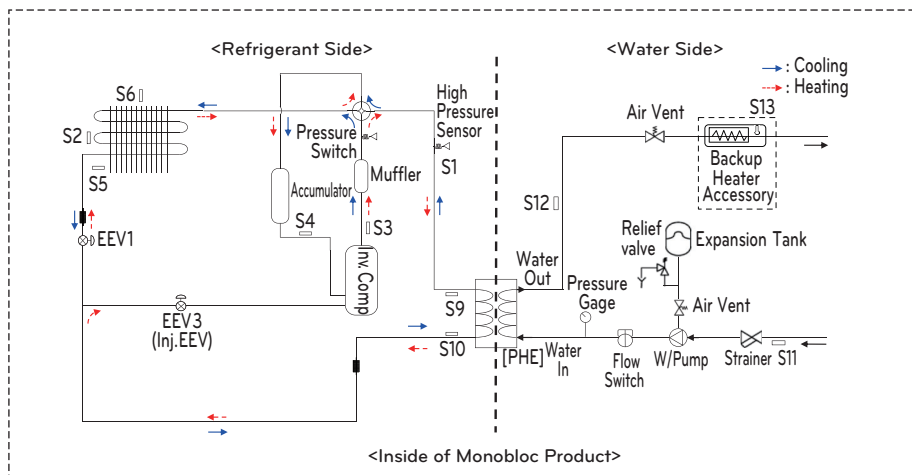 <Refrigerant Side>
<Water Side>
: Cooling
: Heating
S6
S2
S5
High
Pressure
Sensor
S1
Pressure
Switch
Muffler
Accumulator
S4
S3
Inv. Comp
EEV1
EEV3
(Inj.EEV)
S9
S10
[PHE]
Water
Out
Water
In
S12
Air Vent
S13
Backup
Heater
Accessory
Relief
valve
Expansion Tank
Pressure
Gage
Air Vent
Flow
Switch
W/Pump
Strainer
S11
<Inside of Monobloc Product>